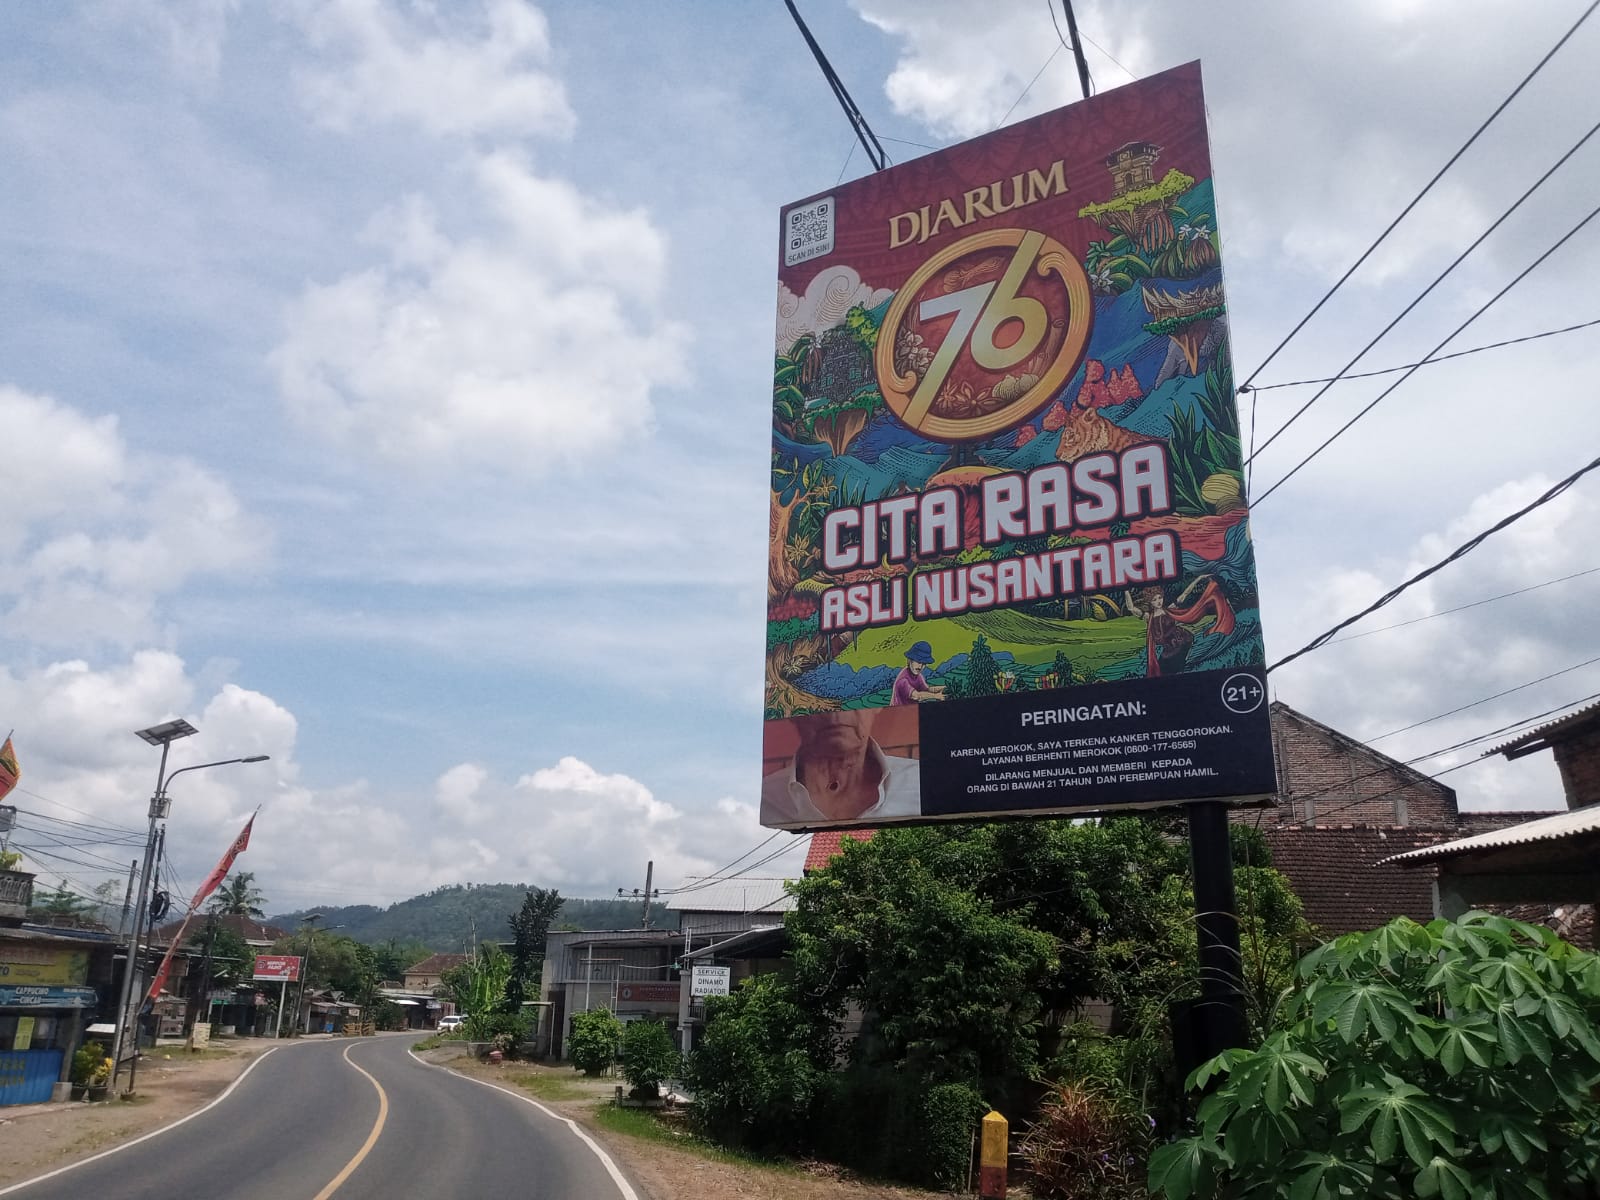 SCAN DI SINI
DJARUM
76
CITA RASA
ASLI NUSANTARA
21+
PERINGATAN:
KARENA MEROKOK, SAYA TERKENA KANKER TENGGOROKAN.
LAYANAN BERHENTI MEROKOK (0800-177-6565)
DILARANG MENJUAL DAN MEMBERI KEPADA
ORANG DI BAWAH 21 TAHUN DAN PEREMPUAN HAMIL.
SERVICE
DINAMO
RADIATOR
NIPPON
PAINT
CAPPUCINO
CINCAU